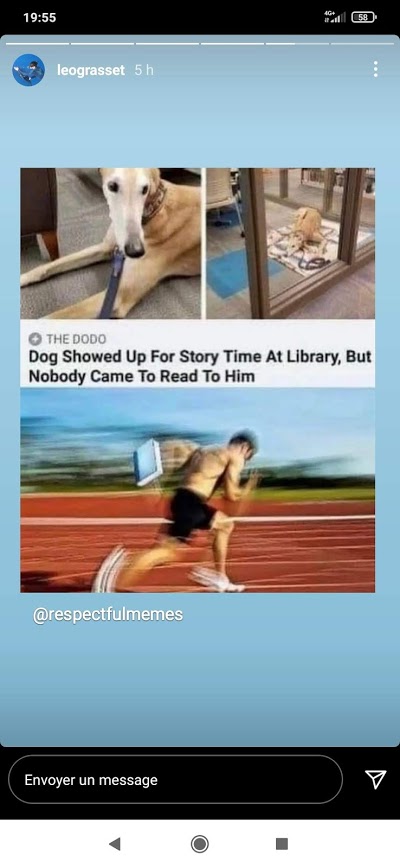 19:55
4G+
58
leograsset 5 h
THE DODO
Dog Showed Up For Story Time At Library, But
Nobody Came To Read To Him
@respectfulmemes
Envoyer un message